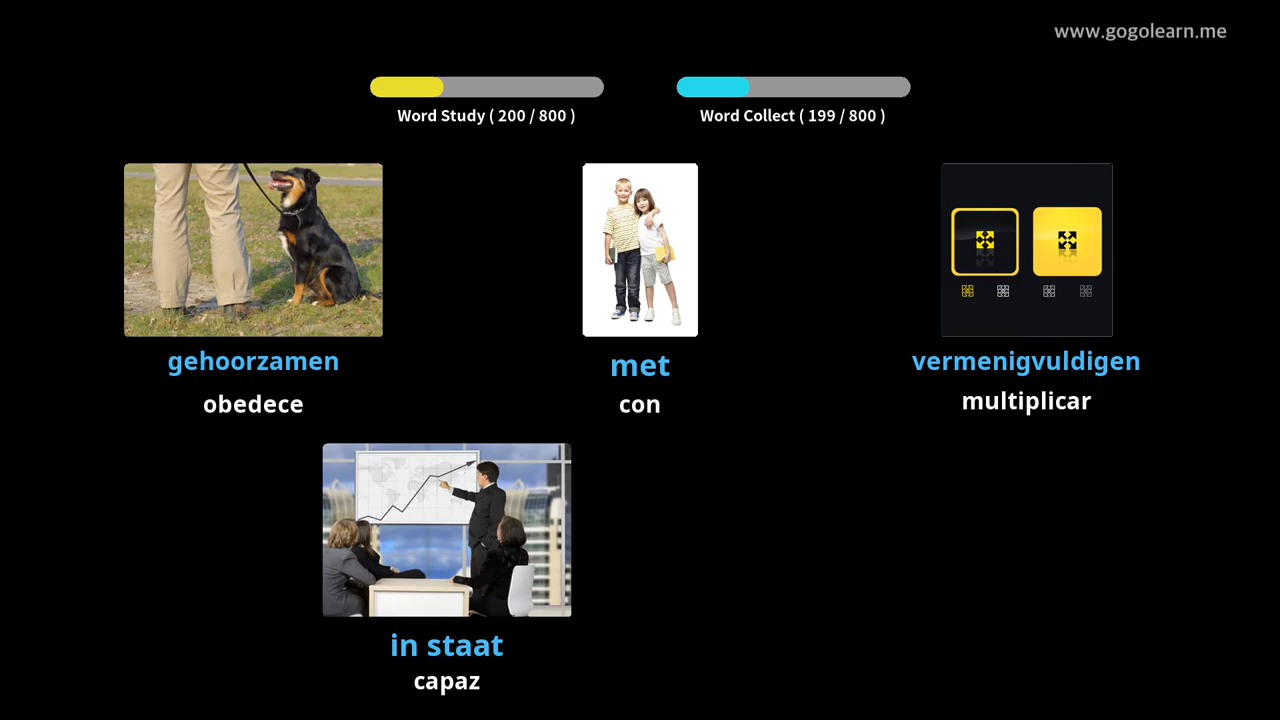 www.gogolearn.me
Word Study ( 200 / 800 )
Word Collect ( 199 / 800 )
gehoorzamen
obedece
met
con
vermenigvuldigen
multiplicar
in staat
capaz